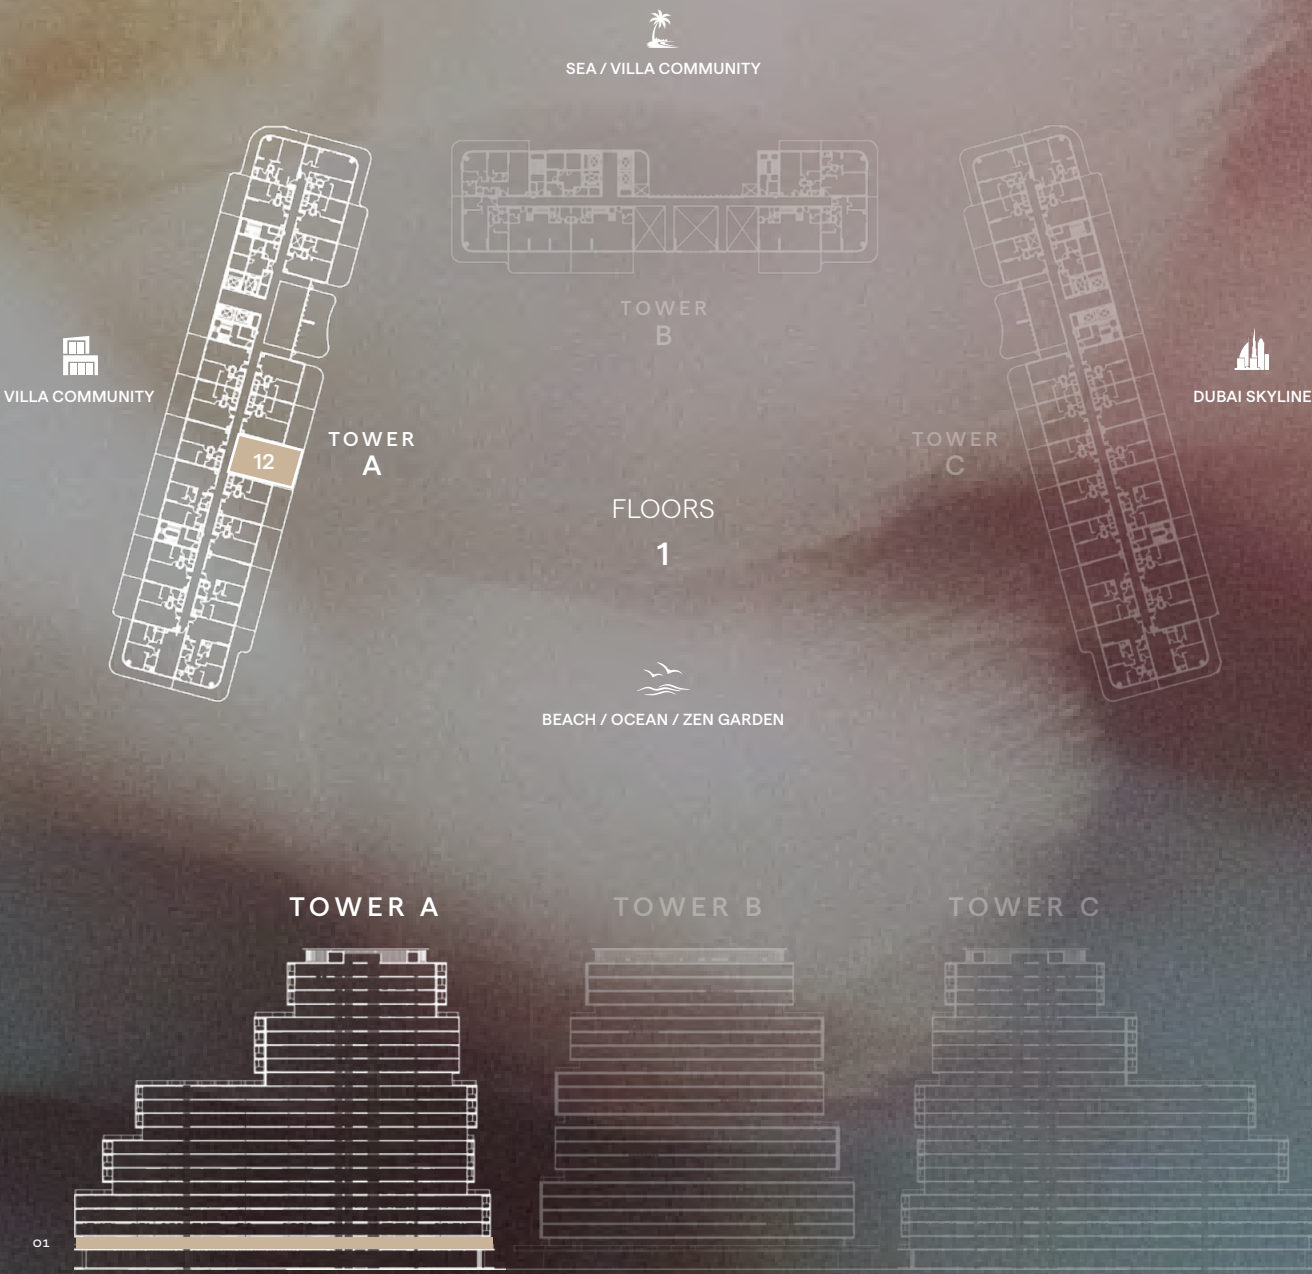 SEA / VILLA COMMUNITY
TOWER
B
VILLA COMMUNITY
DUBAI SKYLINE
TOWER
A
TOWER
C
12
FLOORS
1
BEACH / OCEAN / ZEN GARDEN
TOWER A
TOWER B
TOWER C
01